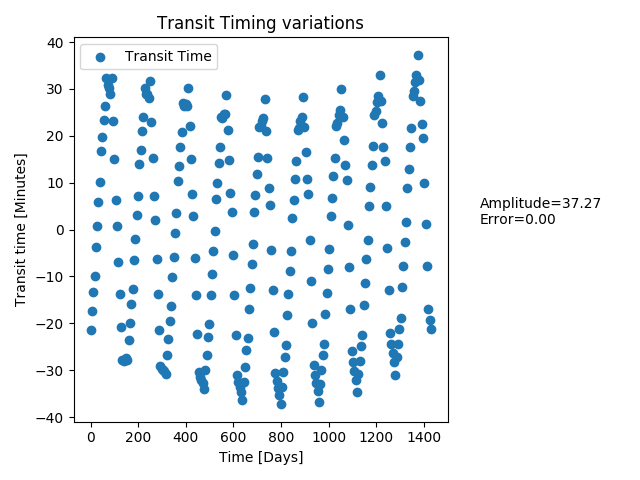 Transit Timing variations
Transit Time
Transit time [Minutes]
40
30
20
10
0
−10
−20
−30
−40
0 200 400 600 800 1000 1200 1400
Time [Days]
Amplitude=37.27
Error=0.00